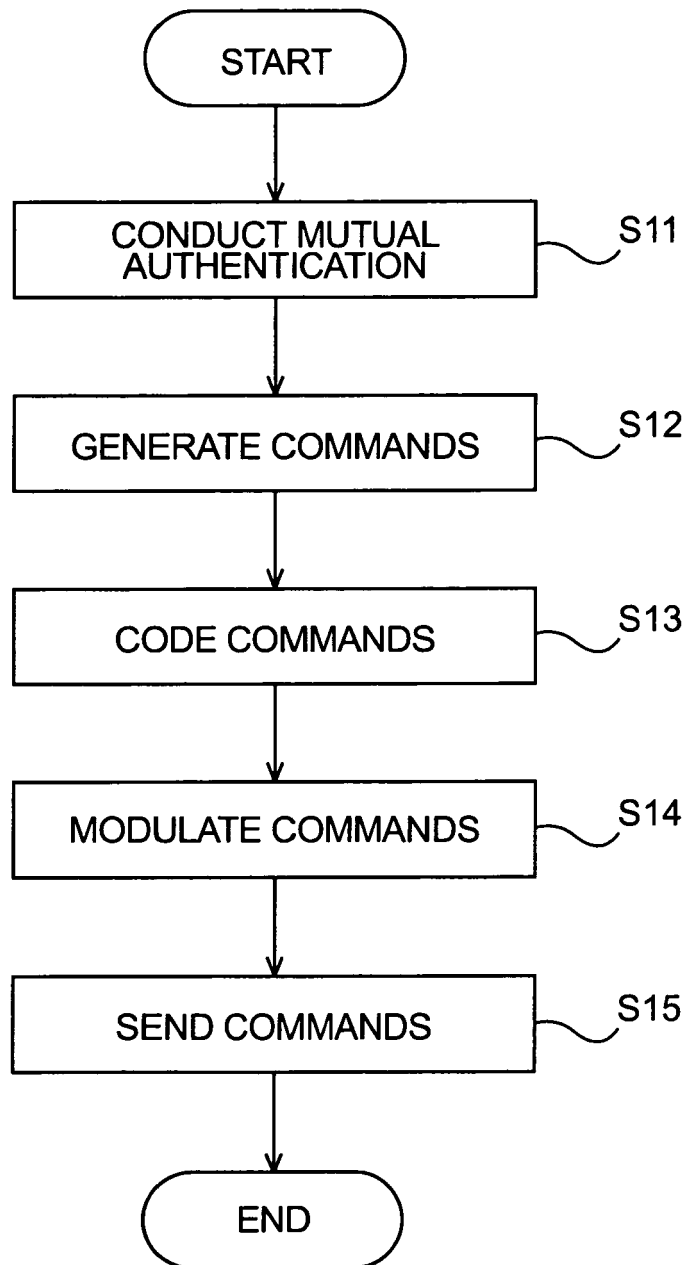 START
CONDUCT MUTUAL
AUTHENTICATION
S11
GENERATE COMMANDS
S12
CODE COMMANDS
S13
MODULATE COMMANDS
S14
SEND COMMANDS
S15
END